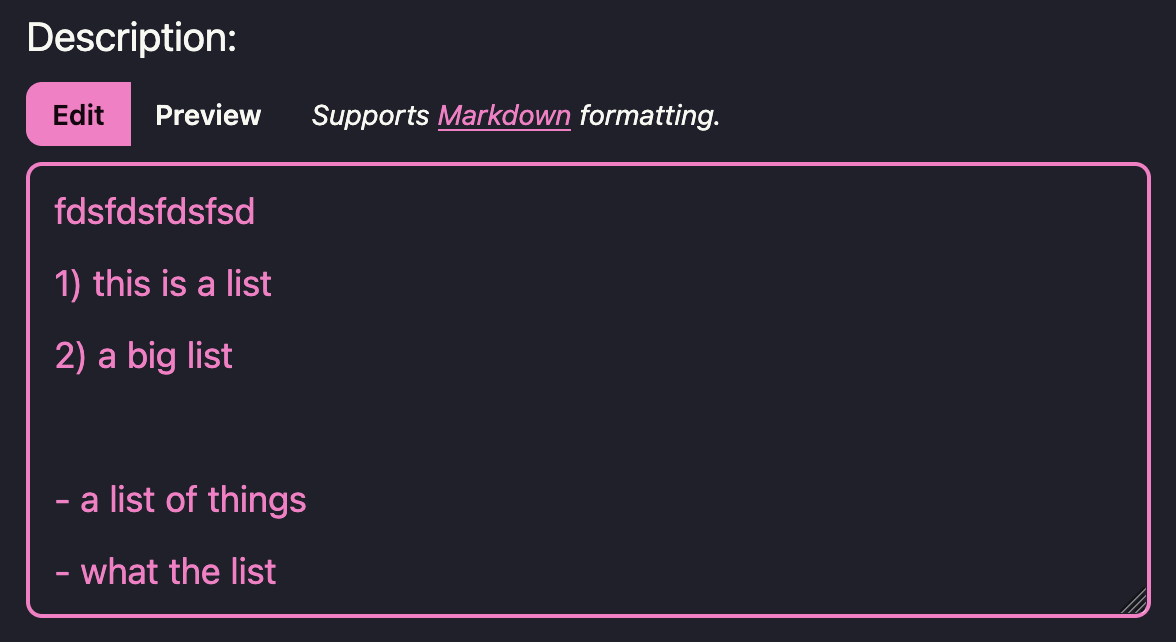 Description:
Edit Preview Supports Markdown formatting.
fdsfdsfdsfsd
1) this is a list
2) a big list
- a list of things
- what the list